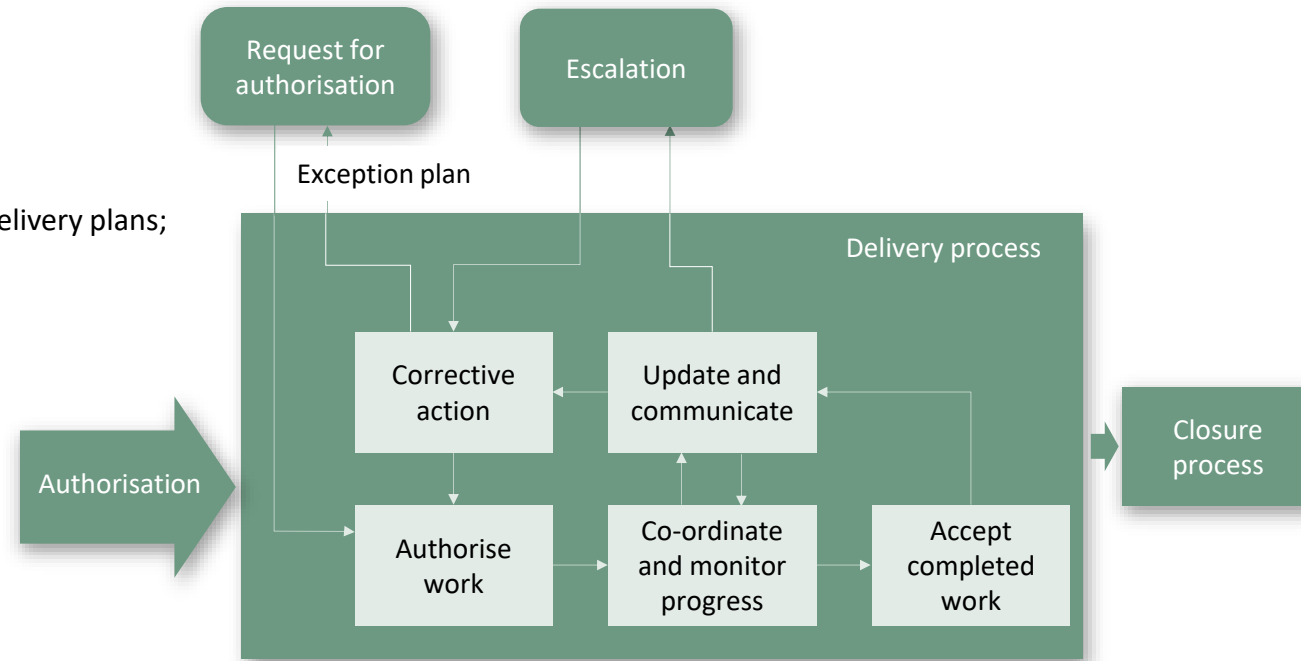 Request for
authorisation
Escalation
Exception plan
elivery plans;
Delivery process
Corrective
action
Update and
communicate
Authorisation
Closure
process
Authorise
work
Co-ordinate
and monitor
progress
Accept
completed
work